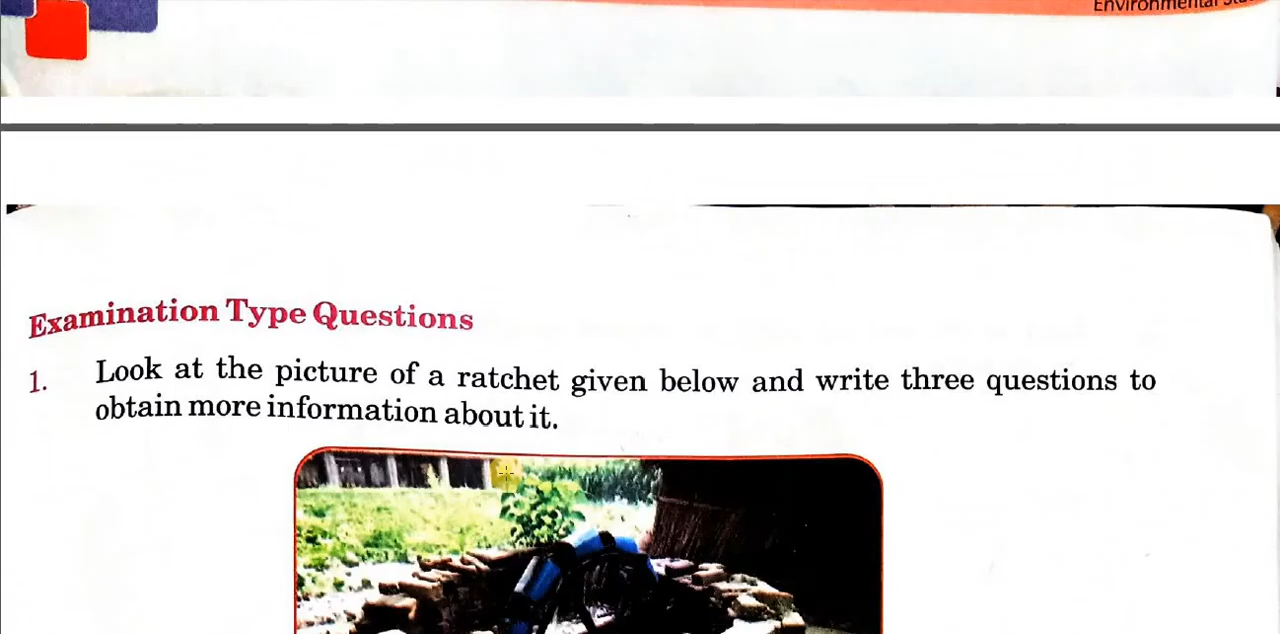 Environmental
Examination Type Questions
1. Look at the picture of a ratchet given below and write three questions to
obtain more information about it.